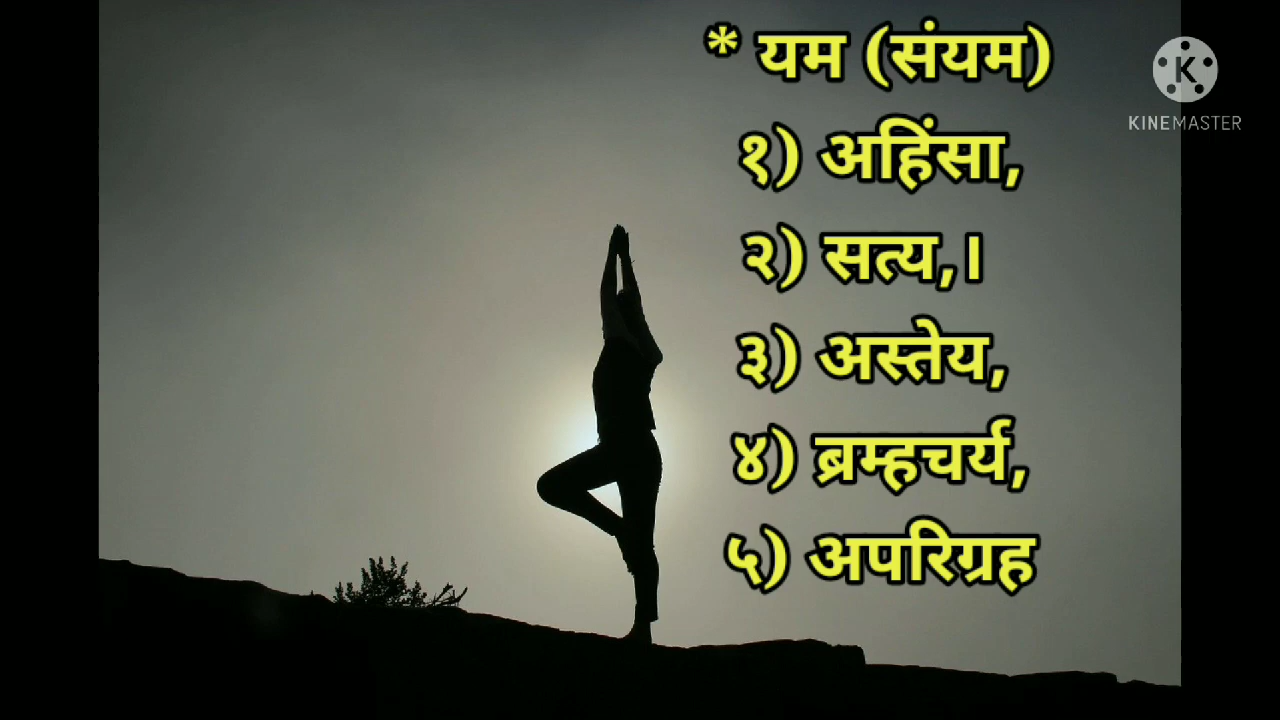 * यम (संयम)
१) अहिंसा,
२) सत्य,।
३) अस्तेय,
४) ब्रम्हचर्य,
५) अपरिग्रह
K
KINEMASTER